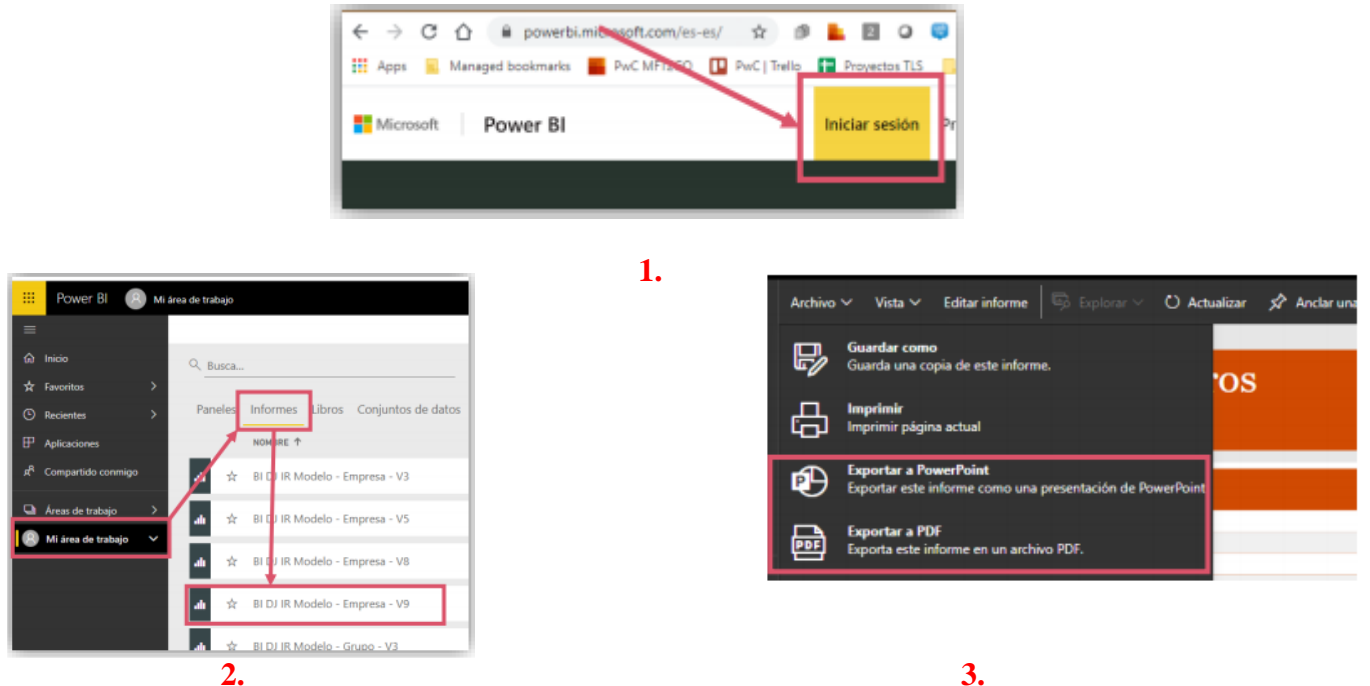 powerbi.microsoft.com/es-es/
Apps Managed bookmarks PwC PwC | Trello Proyectos TLS
Microsoft Power BI Iniciar sesión Pr
1.
Power BI Mi área de trabajo
Inicio
Favoritos
Recientes
Aplicaciones
Compartido conmigo
Áreas de trabajo
Mi área de trabajo
Busca...
Paneles Informes Libros Conjuntos de datos
NOMBRE ↑
BI DJ IR Modelo - Empresa - V3
BI DJ IR Modelo - Empresa - V5
BI DJ IR Modelo - Empresa - V8
BI DJ IR Modelo - Empresa - V9
BI DJ IR Modelo - Grupo - V3
2.
Archivo Vista Editar informe Explorar Actualizar Anclar una
Guardar como
Guarda una copia de este informe.
Imprimir
Imprimir página actual
Exportar a PowerPoint
Exportar este informe como una presentación de PowerPoint
PDF
Exportar a PDF
Exporta este informe en un archivo PDF.
os
3.